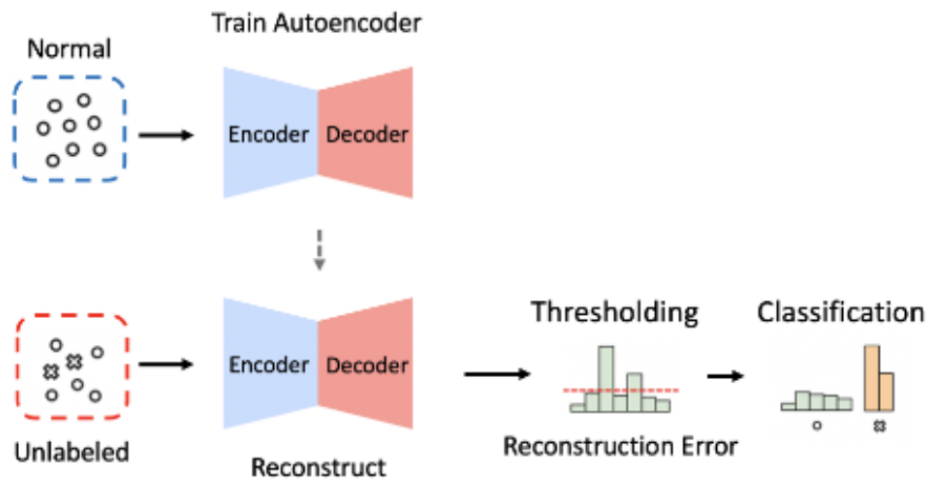 Train Autoencoder
Normal
Encoder
Decoder
Thresholding
Classification
Encoder
Decoder
Unlabeled
Reconstruct
Reconstruction Error